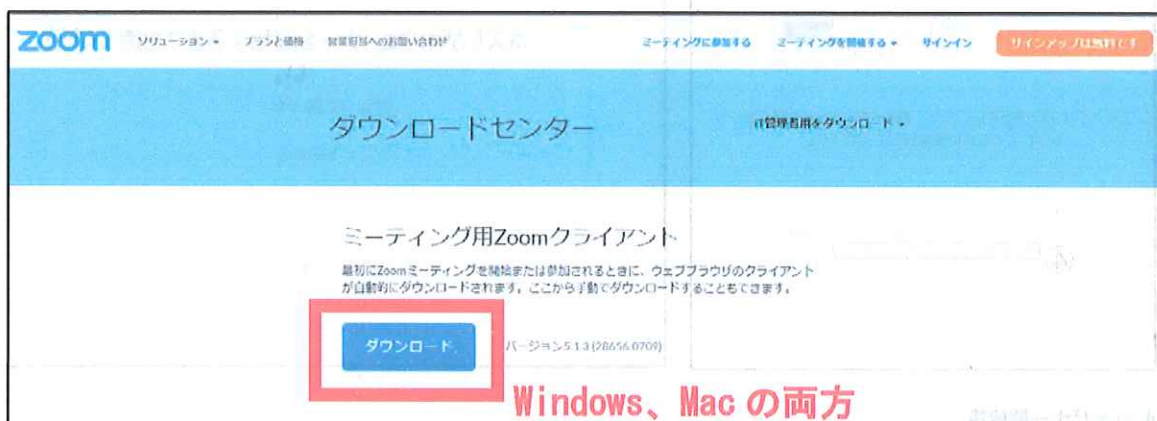 zoom ソリューション プランと価格 営業担当へのお問い合わせ ミーティングに参加する ミーティングを開催する サインイン サインアップは無料です
ダウンロードセンター IT管理者用をダウンロード
ミーティング用Zoomクライアント
最初にZoomミーティングを開始または参加されるときに、ウェブブラウザのクライアント
が自動的にダウンロードされます。ここから手動でダウンロードすることもできます。
ダウンロード バージョン5.1.3 (28656.0709)
Windows、Mac の両方